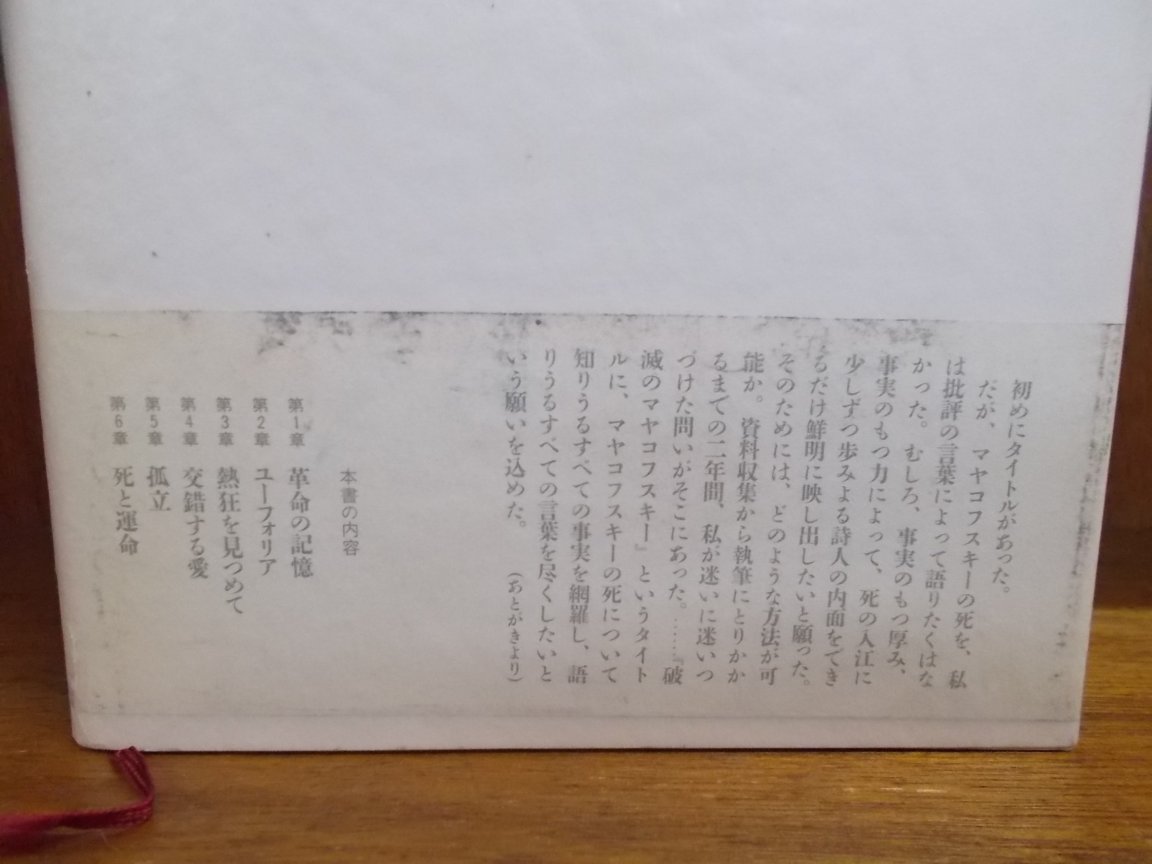 初めにタイトルがあった。
だが、マヤコフスキーの死を、私
は批評の言葉によって語りたくはな
かった。むしろ、事実のもつ厚み、
事実のもつ力によって、死の入江に
少しずつ歩みよる詩人の内面をでき
るだけ鮮明に映し出したいと願った。
そのためには、どのような方法が可
能か。資料収集から執筆にとりかか
るまでの二年間、私が迷いに迷いつ
づけた問いがそこにあった。……『破
滅のマヤコフスキー』というタイト
ルに、マヤコフスキーの死について
知りうるすべての事実を網羅し、語
りうるすべての言葉を尽くしたいと
いう願いを込めた。（あとがきより）
本書の内容
第1章 革命の記憶
第2章 ユーフォリア
第3章 熱狂を見つめて
第4章 交錯する愛
第5章 孤立
第6章 死と運命